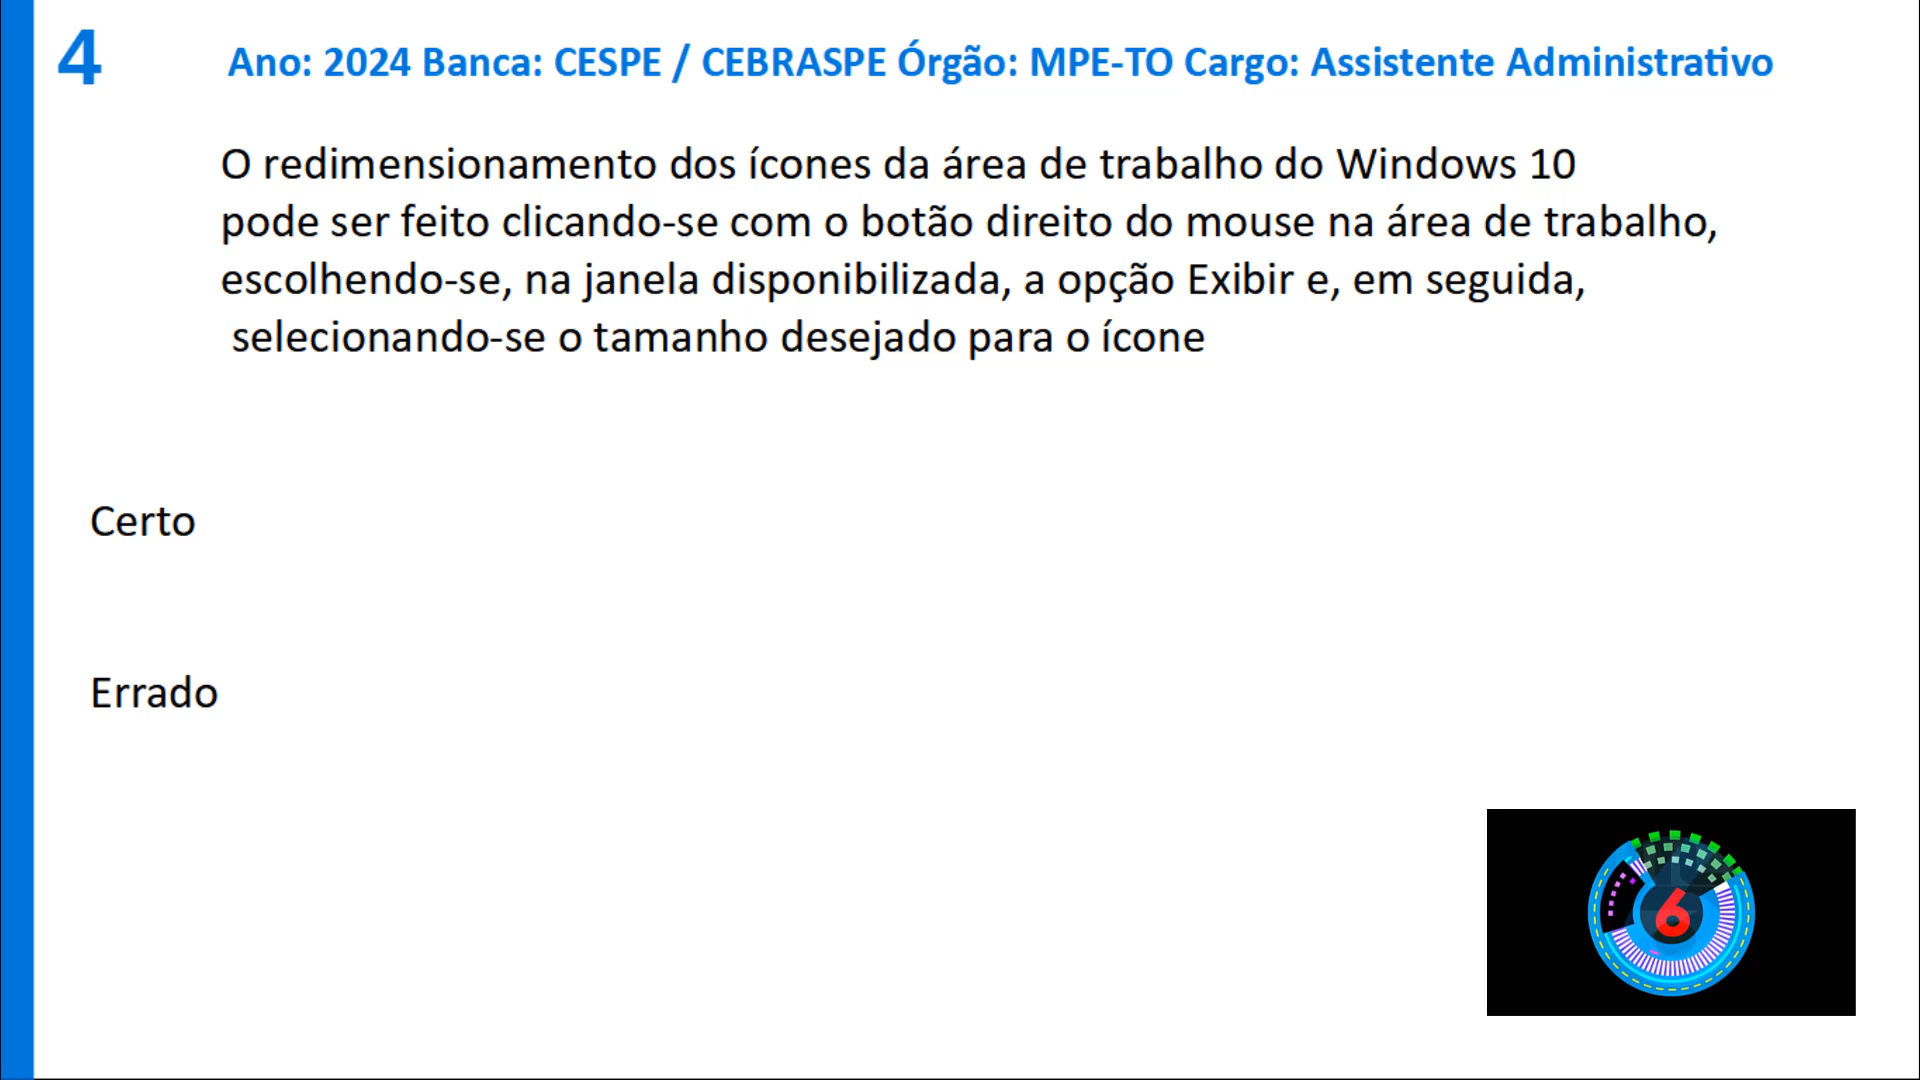 4
Ano: 2024 Banca: CESPE / CEBRASPE Órgão: MPE-TO Cargo: Assistente Administrativo
O redimensionamento dos ícones da área de trabalho do Windows 10
pode ser feito clicando-se com o botão direito do mouse na área de trabalho,
escolhendo-se, na janela disponibilizada, a opção Exibir e, em seguida,
selecionando-se o tamanho desejado para o ícone
Certo
Errado
6